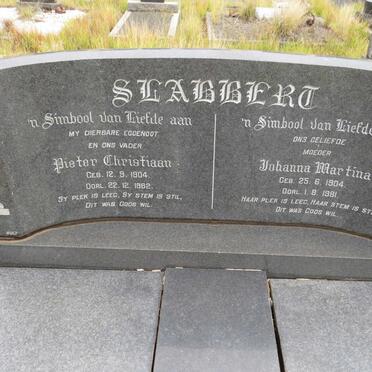 SLABBERT
'n Simbool van Liefde aan
MY DIERBARE EGGENOOT
EN ONS VADER
Pieter Christiaan
GEB. 12. 9. 1904.
OORL. 22. 12. 1962.
SY PLEK IS LEEG, SY STEM IS STIL,
DIT WAS GODS WIL.
'n Simbool van Liefde
ONS GELIEFDE
MOEDER
Johanna Martina
GEB. 25. 6. 1904.
OORL. 1. 8. 1981.
HAAR PLEK IS LEEG, HAAR STEM IS STIL
DIT WAS GODS WIL.